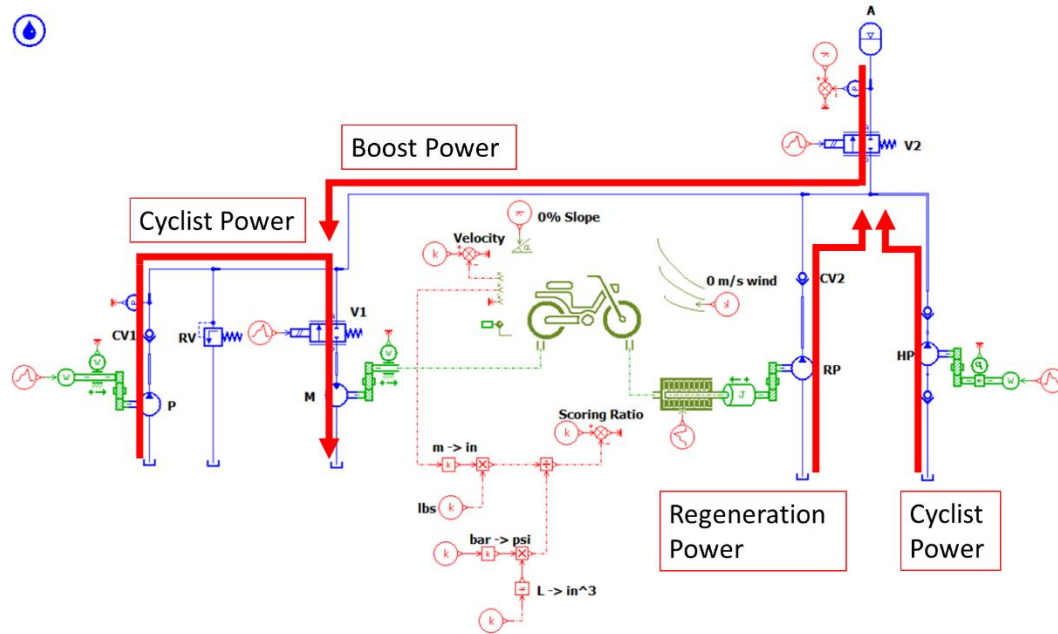 A
V2
Boost Power
Cyclist Power
0% Slope
Velocity
k
0 m/s wind
CV2
V1
CV1
RV
W
W
W
P
M
J
RP
HP
W
Scoring Ratio
k
m -> in
k
lbs
k
bar -> psi
k
k
L -> in^3
k
Regeneration
Power
Cyclist
Power